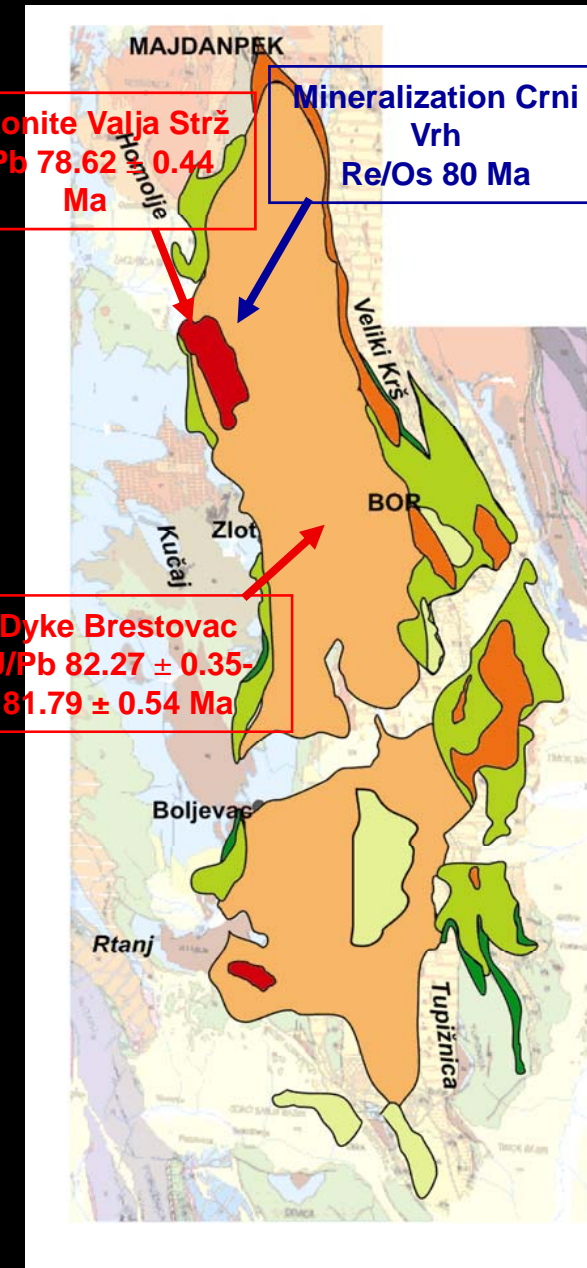 MAJDANPEK
onite Valja Strž
Pb 78.62 ± 0.44
Ma
Mineralization Crni
Vrh
Re/Os 80 Ma
Homolje
Veliki Krš
BOR
Zlot
Kučaj
Dyke Brestovac
U/Pb 82.27 ± 0.35-
81.79 ± 0.54 Ma
Boljevac
Rtanj
Tupižnica